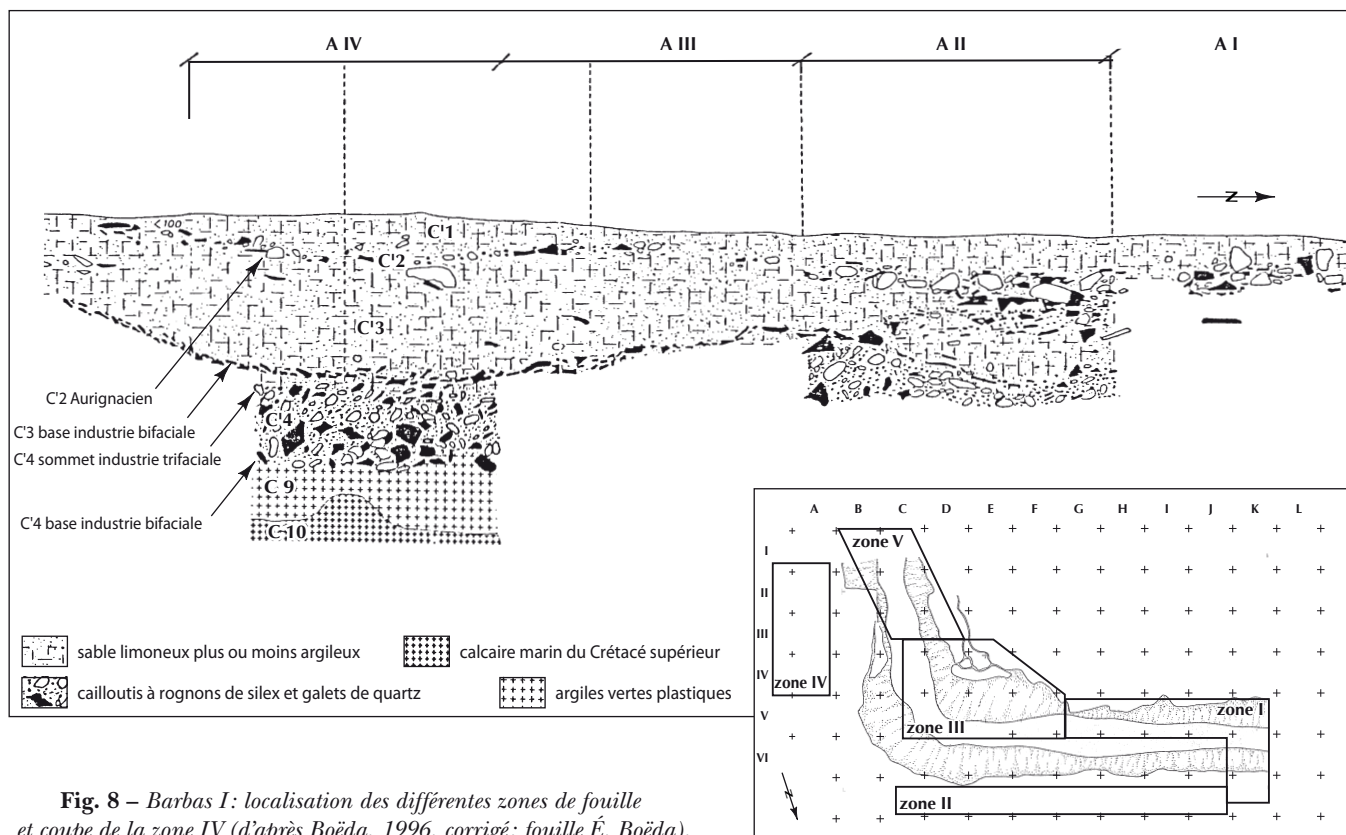 A IV A III A II A I
N
<100
C'1
C'2
C'3
C'2 Aurignacien
C'3 base industrie bifaciale
C'4
C'4 sommet industrie trifaciale
C 9
C'4 base industrie bifaciale
C 10
sable limoneux plus ou moins argileux
calcaire marin du Crétacé supérieur
cailloutis à rognons de silex et galets de quartz
argiles vertes plastiques
A B C D E F G H I J K L
I
zone V
II
III
IV
zone IV
V
zone I
zone III
VI
zone II
N
Fig. 8 – Barbas I : localisation des différentes zones de fouille
et coupe de la zone IV (d'après Boëda, 1996, corrigé ; fouille É. Boëda).